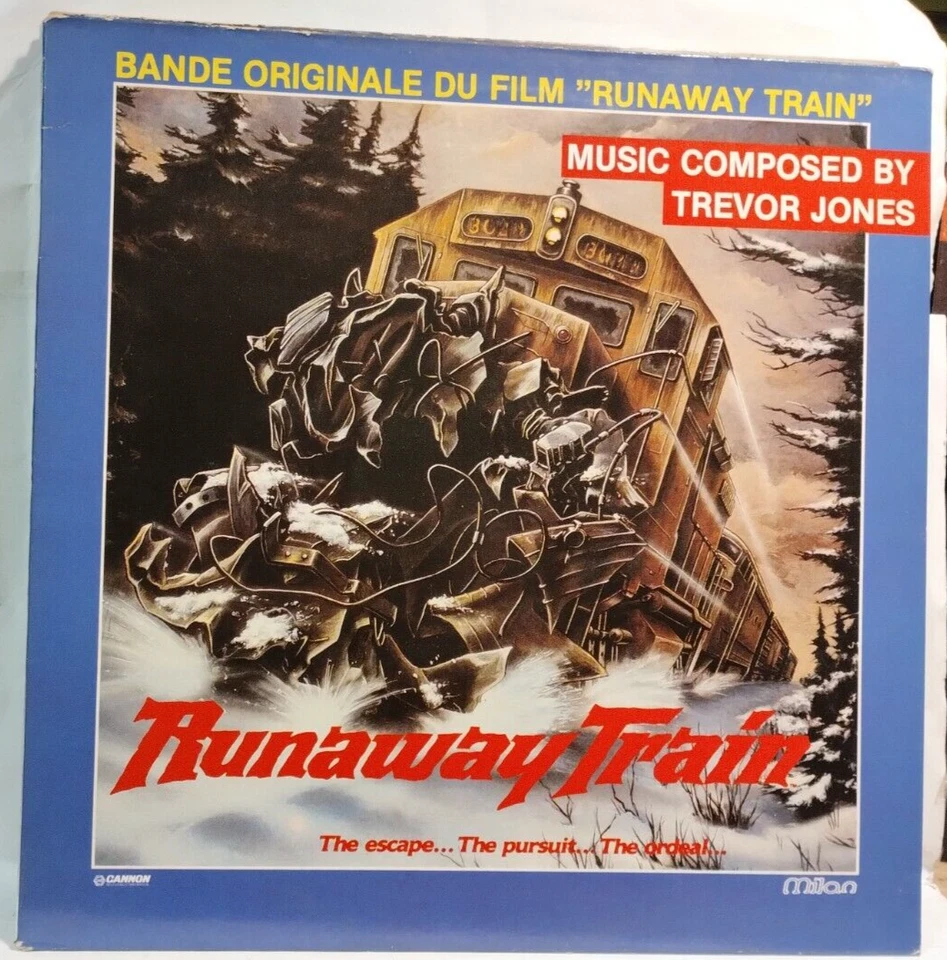 BANDE ORIGINALE DU FILM ”RUNAWAY TRAIN”
MUSIC COMPOSED BY
TREVOR JONES
Runaway Train
The escape... The pursuit... The ordeal...
CANNON
Milan